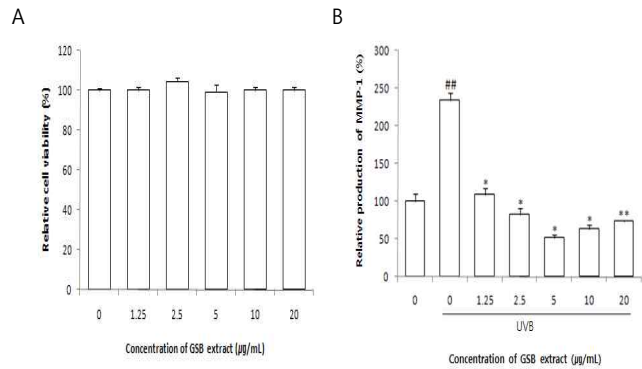 A
B
Relative cell viability (%)
120
100
80
60
40
20
0
0 1.25 2.5 5 10 20
Concentration of GSB extract (μg/mL)
Relative production of MMP-1 (%)
300
250
200
150
100
50
0
##
*
*
*
*
**
0 0 1.25 2.5 5 10 20
UVB
Concentration of GSB extract (μg/mL)